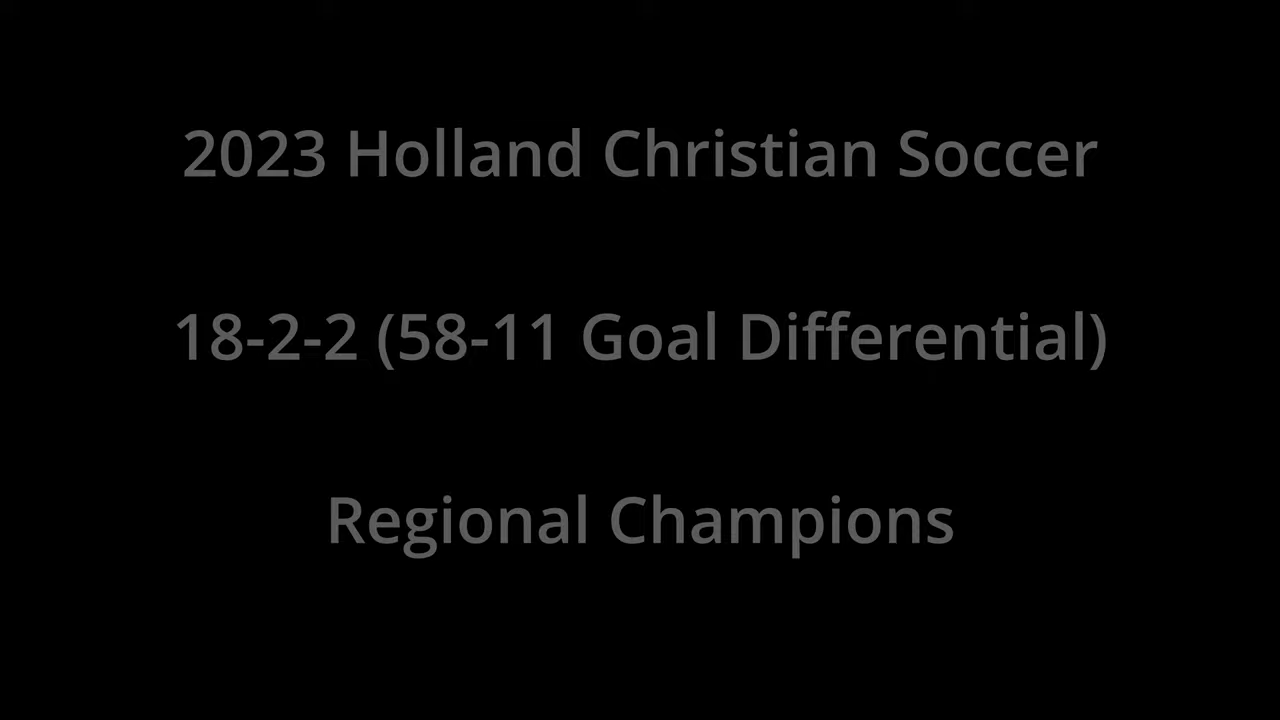 2023 Holland Christian Soccer
18-2-2 (58-11 Goal Differential)
Regional Champions